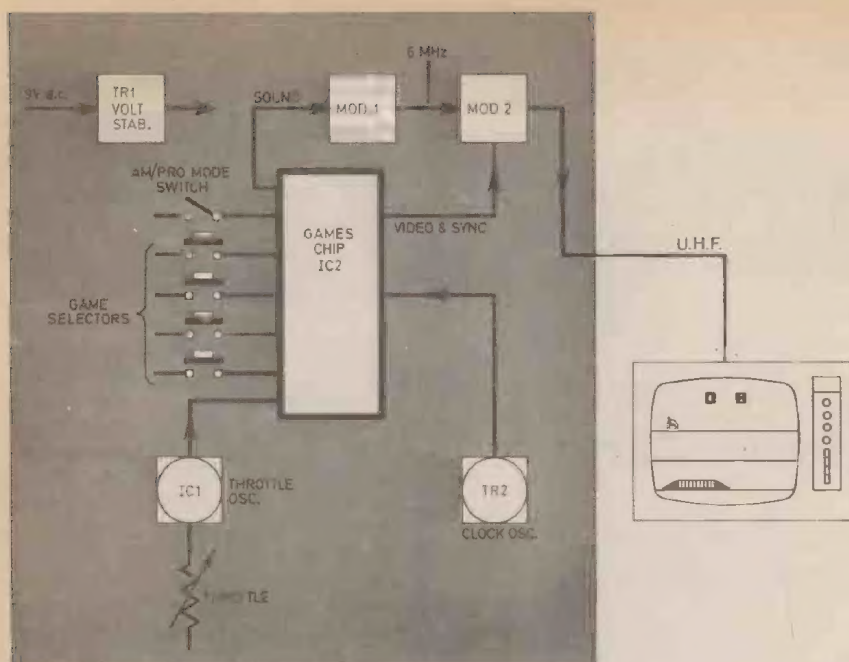 9V d.c.
TR1
VOLT
STAB.
SOUND
MOD 1
6 MHz
MOD 2
AM/PRO MODE
SWITCH
GAMES
CHIP
IC2
VIDEO & SYNC
U.H.F.
GAME
SELECTORS
IC1
THROTTLE
OSC.
TR2
CLOCK OSC.
THROTTLE